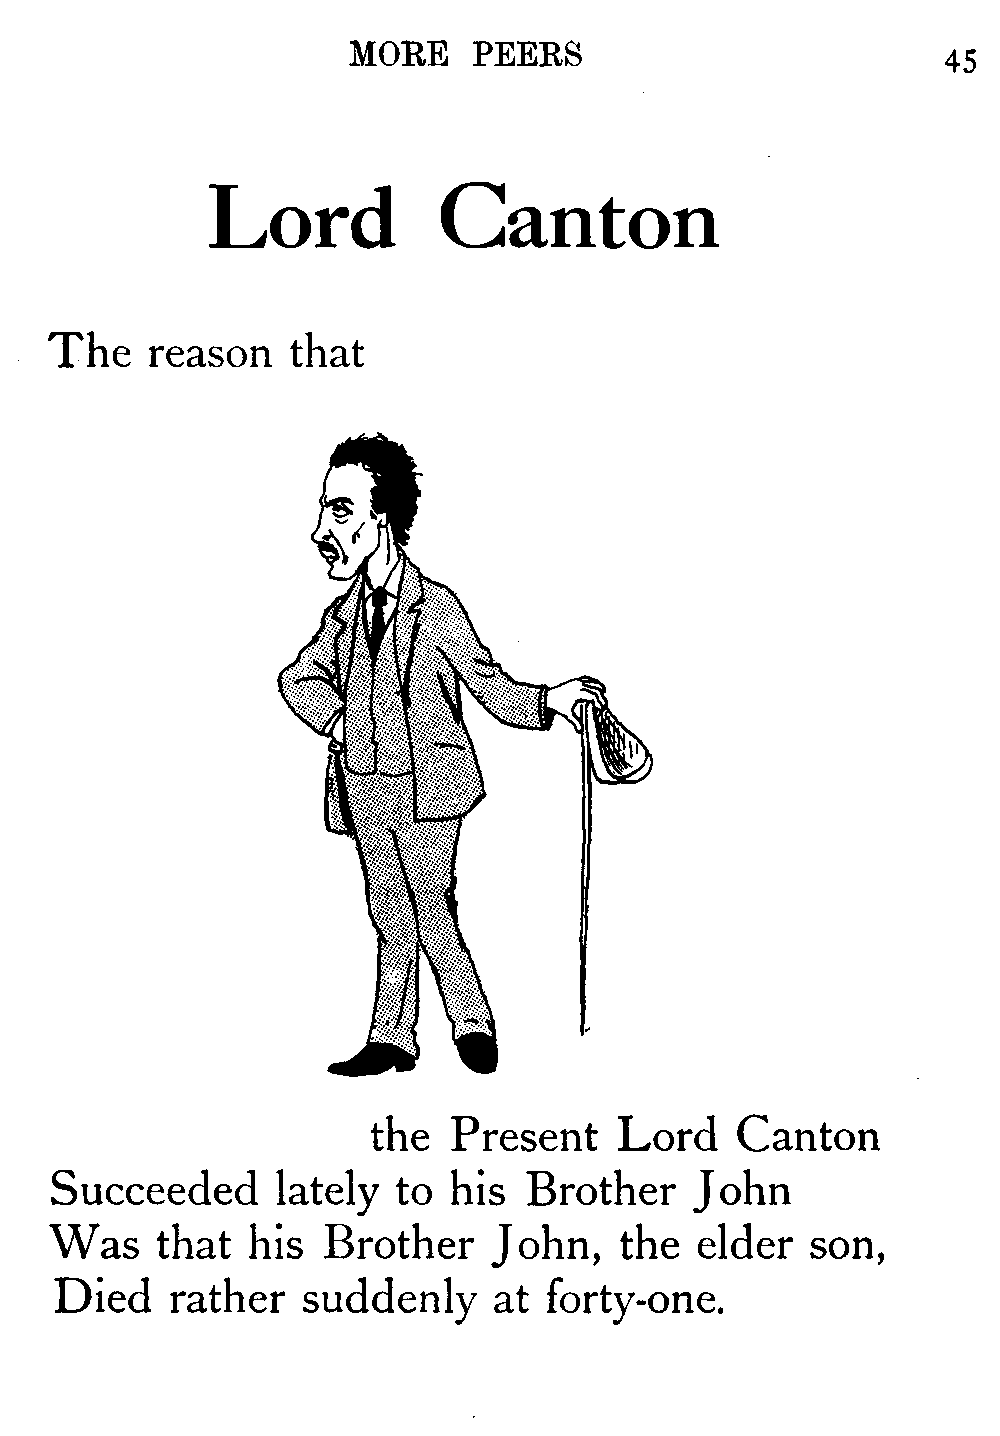 MORE PEERS 45
Lord Canton
The reason that
the Present Lord Canton
Succeeded lately to his Brother John
Was that his Brother John, the elder son,
Died rather suddenly at forty-one.